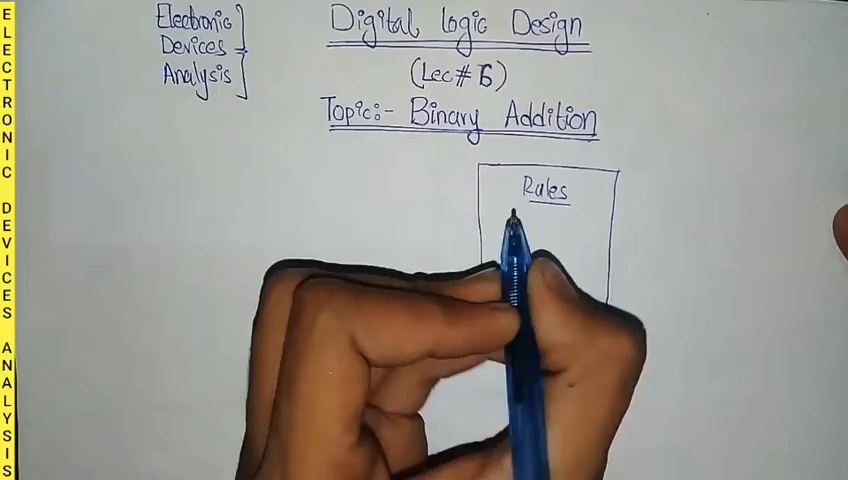 ELECTRONIC DEVICES ANALYSIS
Electronic
Devices
Analysis
Digital Logic Design
(Lec# 6)
Topic:- Binary Addition
Rules